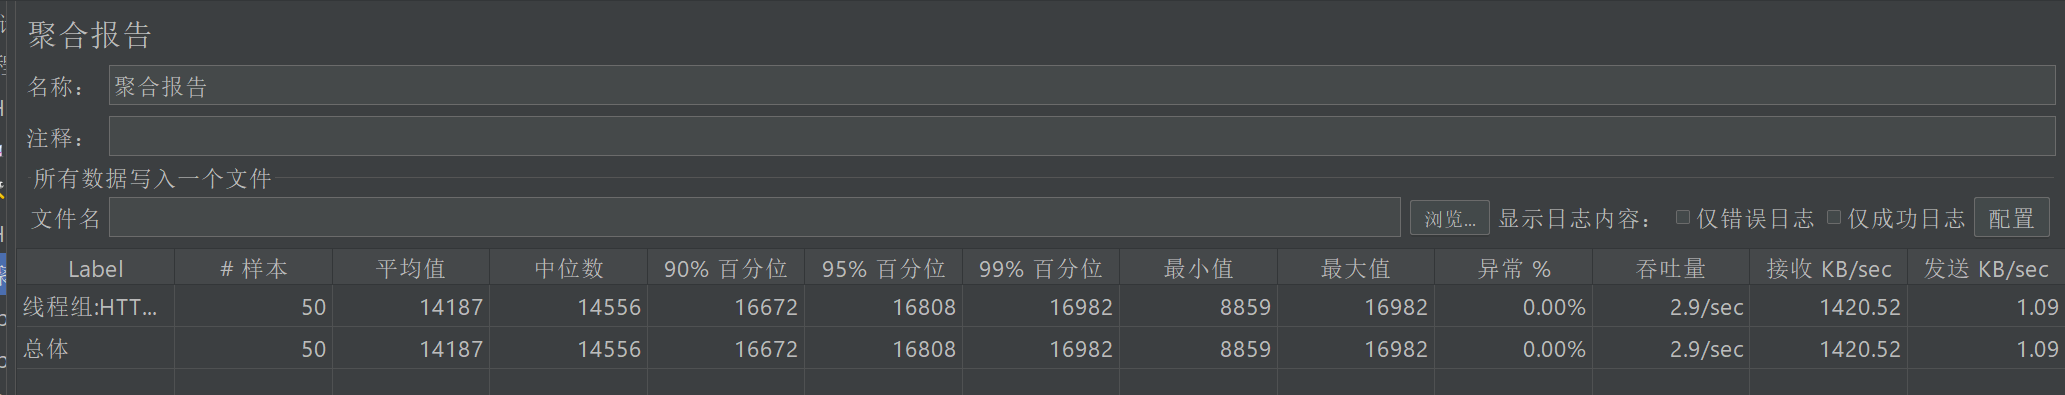 聚合报告
名称： 聚合报告
注释：
所有数据写入一个文件
文件名 浏览... 显示日志内容： 仅错误日志 仅成功日志 配置
Label # 样本 平均值 中位数 90% 百分位 95% 百分位 99% 百分位 最小值 最大值 异常 % 吞吐量 接收 KB/sec 发送 KB/sec
线程组:HTT... 50 14187 14556 16672 16808 16982 8859 16982 0.00% 2.9/sec 1420.52 1.09
总体 50 14187 14556 16672 16808 16982 8859 16982 0.00% 2.9/sec 1420.52 1.09